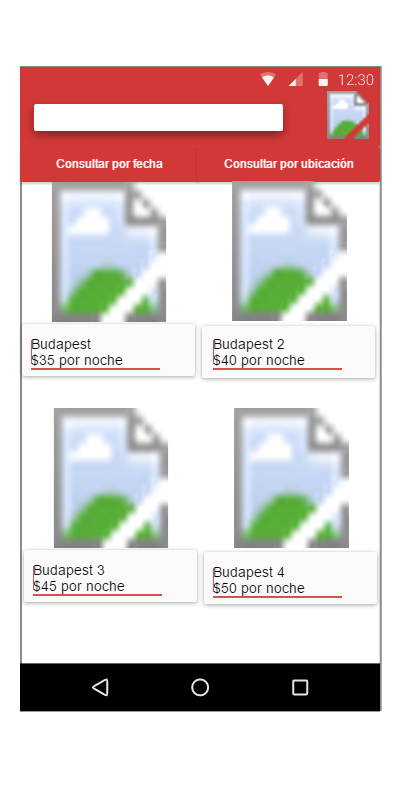 12:30
Consultar por fecha Consultar por ubicación
Budapest
$35 por noche
Budapest 2
$40 por noche
Budapest 3
$45 por noche
Budapest 4
$50 por noche